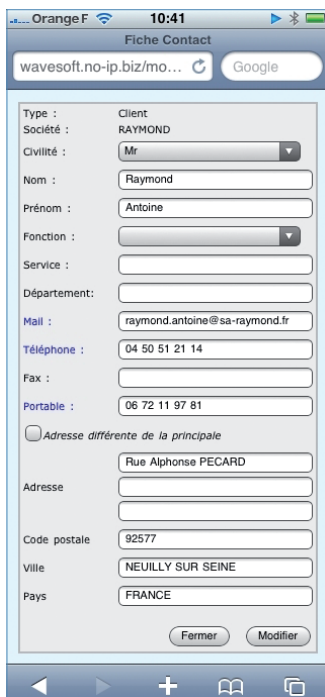 Orange F 10:41
Fiche Contact
wavesoft.no-ip.biz/mo... Google
Type : Client
Société : RAYMOND
Civilité : Mr
Nom : Raymond
Prénom : Antoine
Fonction :
Service :
Département:
Mail : raymond.antoine@sa-raymond.fr
Téléphone : 04 50 51 21 14
Fax :
Portable : 06 72 11 97 81
Adresse différente de la principale
Rue Alphonse PECARD
Adresse
Code postale 92577
Ville NEUILLY SUR SEINE
Pays FRANCE
Fermer Modifier